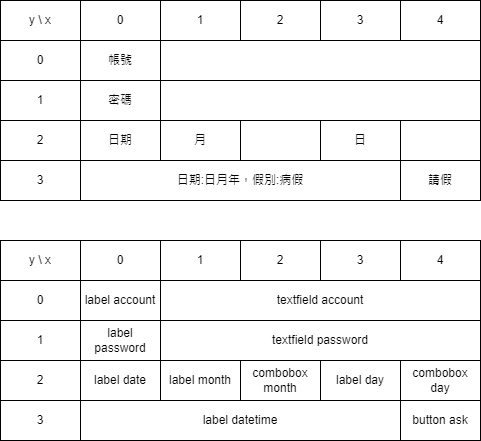 y \ x 0 1 2 3 4
0 帳號
1 密碼
2 日期 月 日
3 日期:日月年，假別:病假 請假
y \ x 0 1 2 3 4
0 label account textfield account
1 label password textfield password
2 label date label month combobox month label day combobox day
3 label datetime button ask